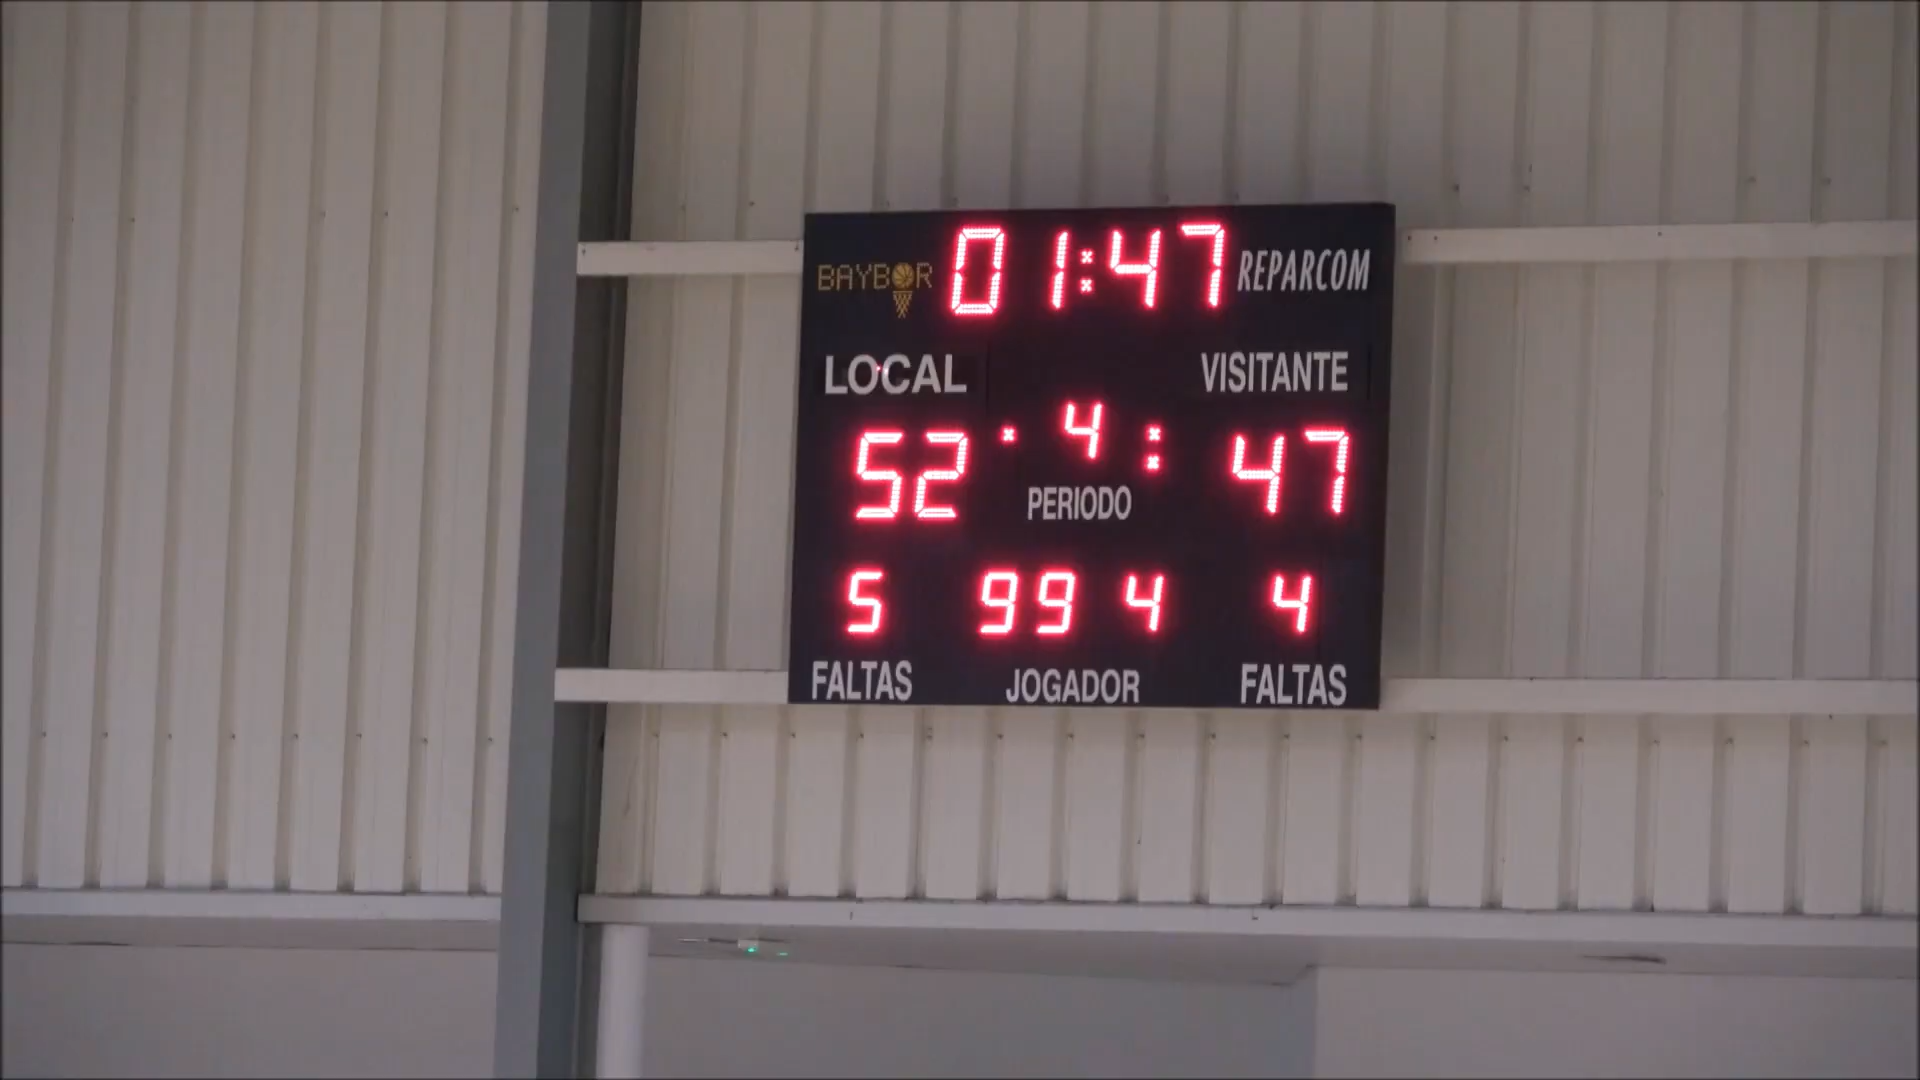 BAYBOR 01:47 REPARCOM
LOCAL VISITANTE
52 4 47
PERIODO
5 99 4 4
FALTAS JOGADOR FALTAS